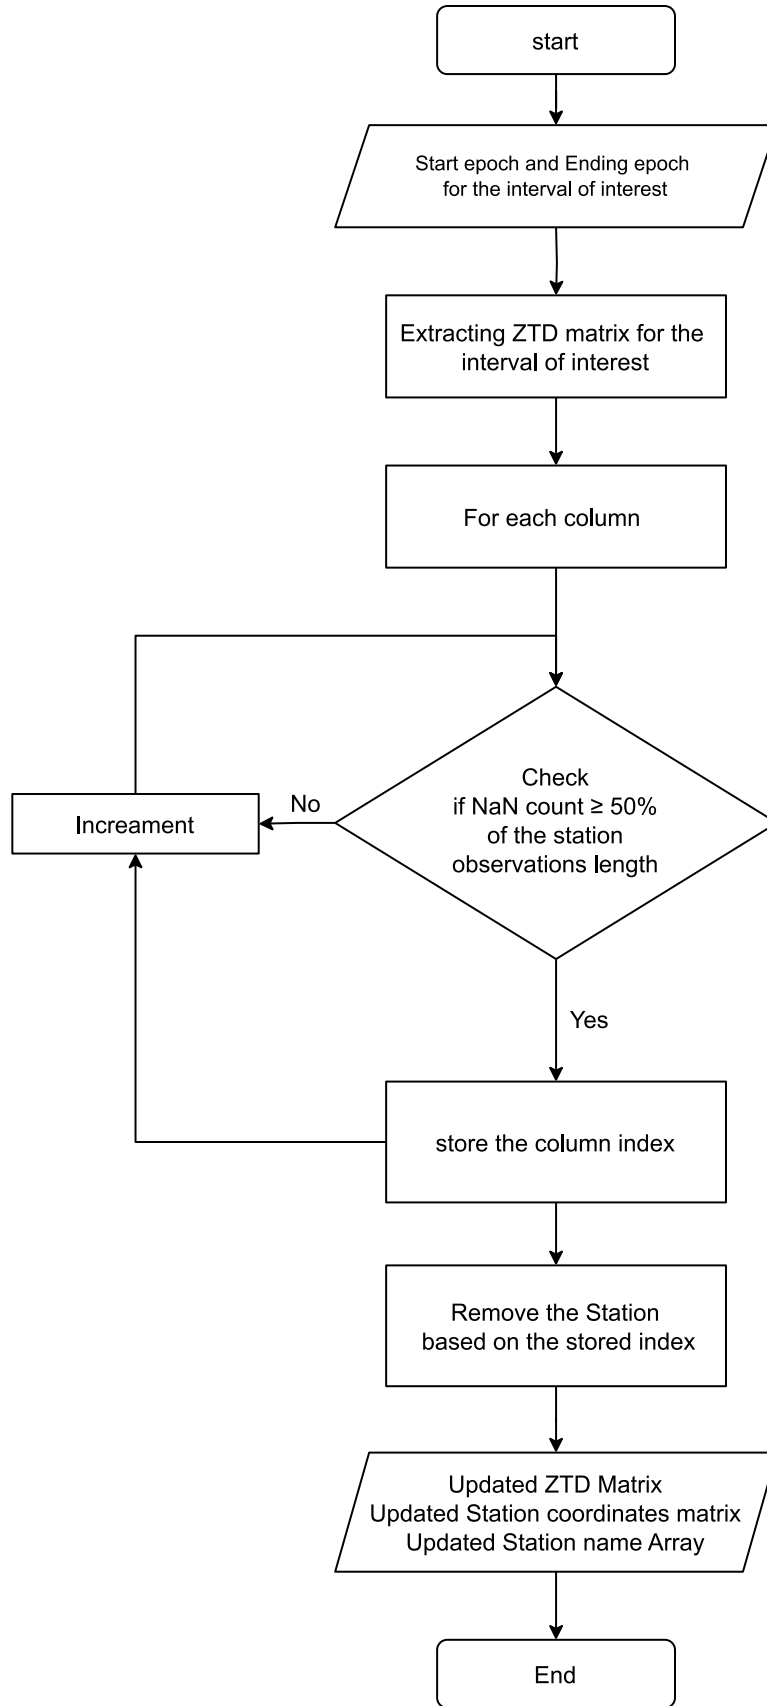 start
Start epoch and Ending epoch
for the interval of interest
Extracting ZTD matrix for the
interval of interest
For each column
Check
if NaN count ≥ 50%
of the station
observations length
No
Increament
Yes
store the column index
Remove the Station
based on the stored index
Updated ZTD Matrix
Updated Station coordinates matrix
Updated Station name Array
End